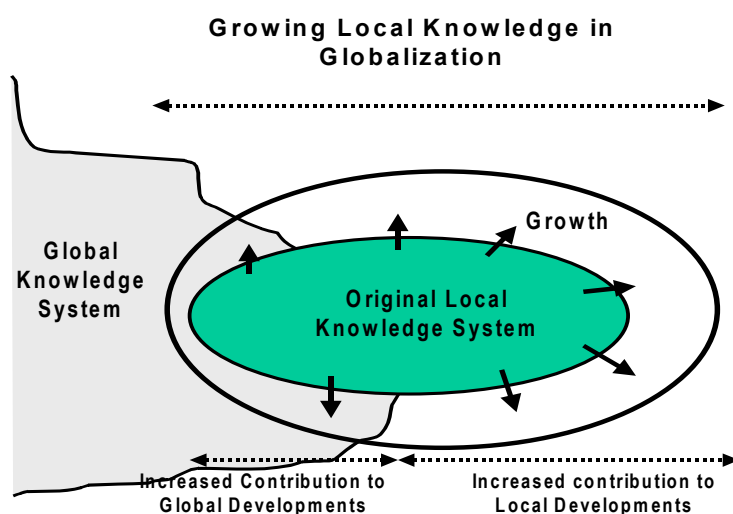 Growing Local Knowledge in
Globalization
Growth
Global
Knowledge
System
Original Local
Knowledge System
Increased Contribution to
Global Developments
Increased contribution to
Local Developments